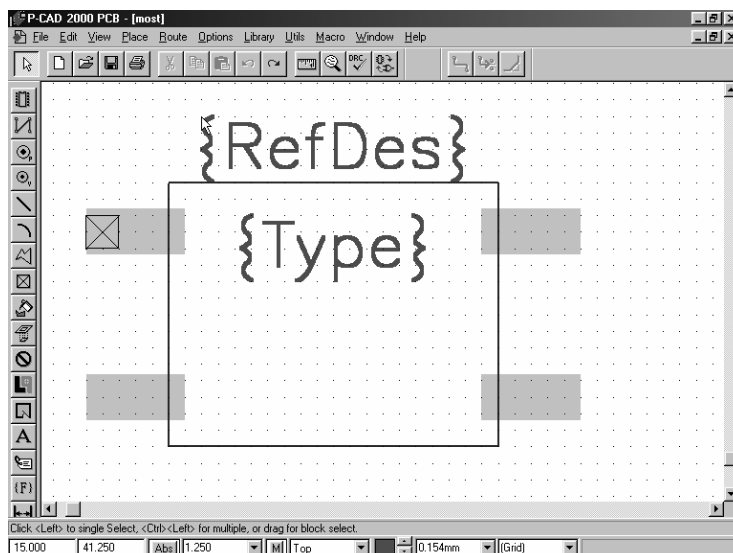 P-CAD 2000 PCB - [most]
File Edit View Place Route Options Library Utils Macro Window Help
DRC
{RefDes}
{Type}
A
{F}
Click <Left> to single Select, <Ctrl><Left> for multiple, or drag for block select.
15.000 41.250 Abs 1.250 M Top 0.154mm (Grid)